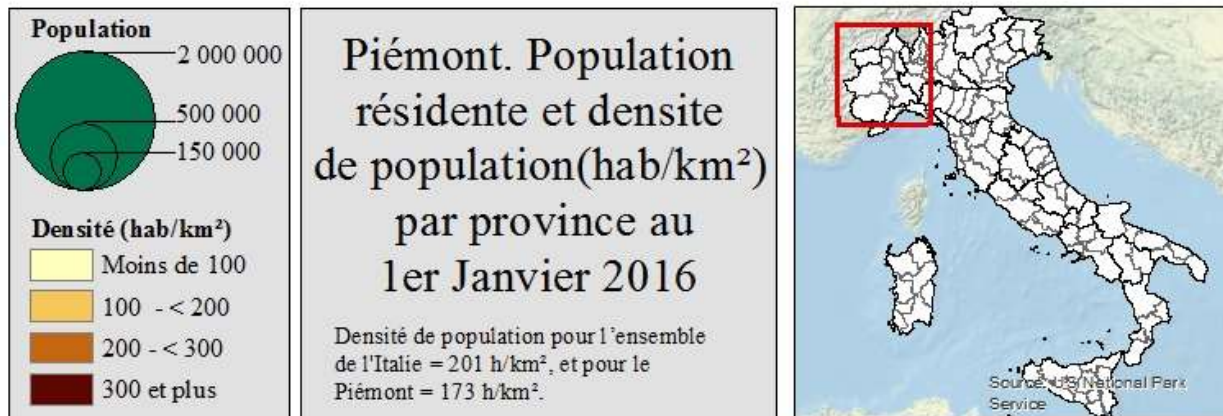 Population
2 000 000
500 000
150 000
Densité (hab/km²)
Moins de 100
100 - < 200
200 - < 300
300 et plus
Piémont. Population
résidente et densite
de population(hab/km²)
par province au
1er Janvier 2016
Densité de population pour l'ensemble
de l'Italie = 201 h/km², et pour le
Piémont = 173 h/km².
Source: US National Park
Service